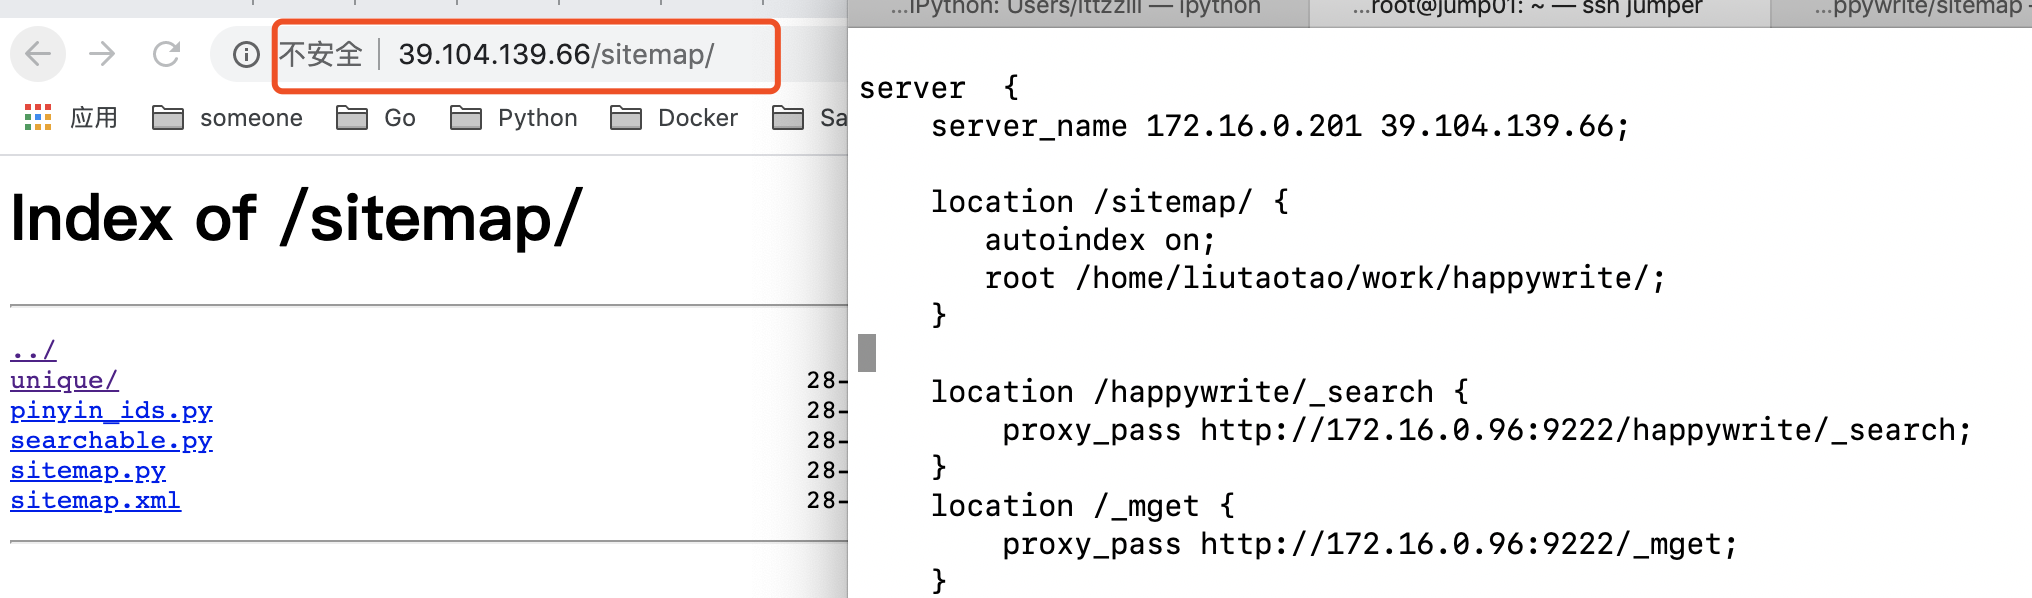 不安全 | 39.104.139.66/sitemap/
应用 someone Go Python Docker Sa
Index of /sitemap/
../
unique/ 28-
pinyin_ids.py 28-
searchable.py 28-
sitemap.py 28-
sitemap.xml 28-
...IPython: Users/lttzzlll — ipython ...root@jump01: ~ — ssh jumper ...ppywrite/sitemap -
server {
server_name 172.16.0.201 39.104.139.66;
location /sitemap/ {
autoindex on;
root /home/liutaotao/work/happywrite/;
}
location /happywrite/_search {
proxy_pass http://172.16.0.96:9222/happywrite/_search;
}
location /_mget {
proxy_pass http://172.16.0.96:9222/_mget;
}